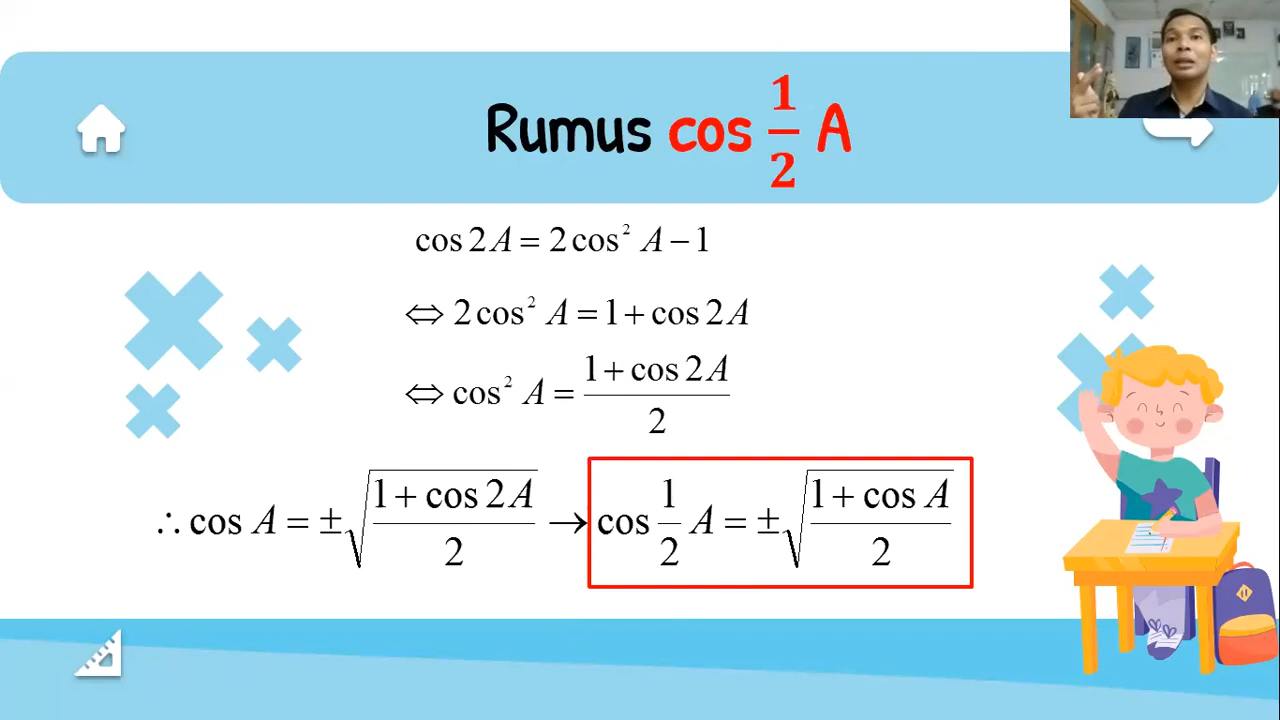 Rumus cos 1/2 A
cos 2A = 2 cos² A − 1
⇔ 2 cos² A = 1 + cos 2A
⇔ cos² A = (1 + cos 2A)/2
∴ cos A = ±√((1 + cos 2A)/2) → cos 1/2 A = ±√((1 + cos A)/2)